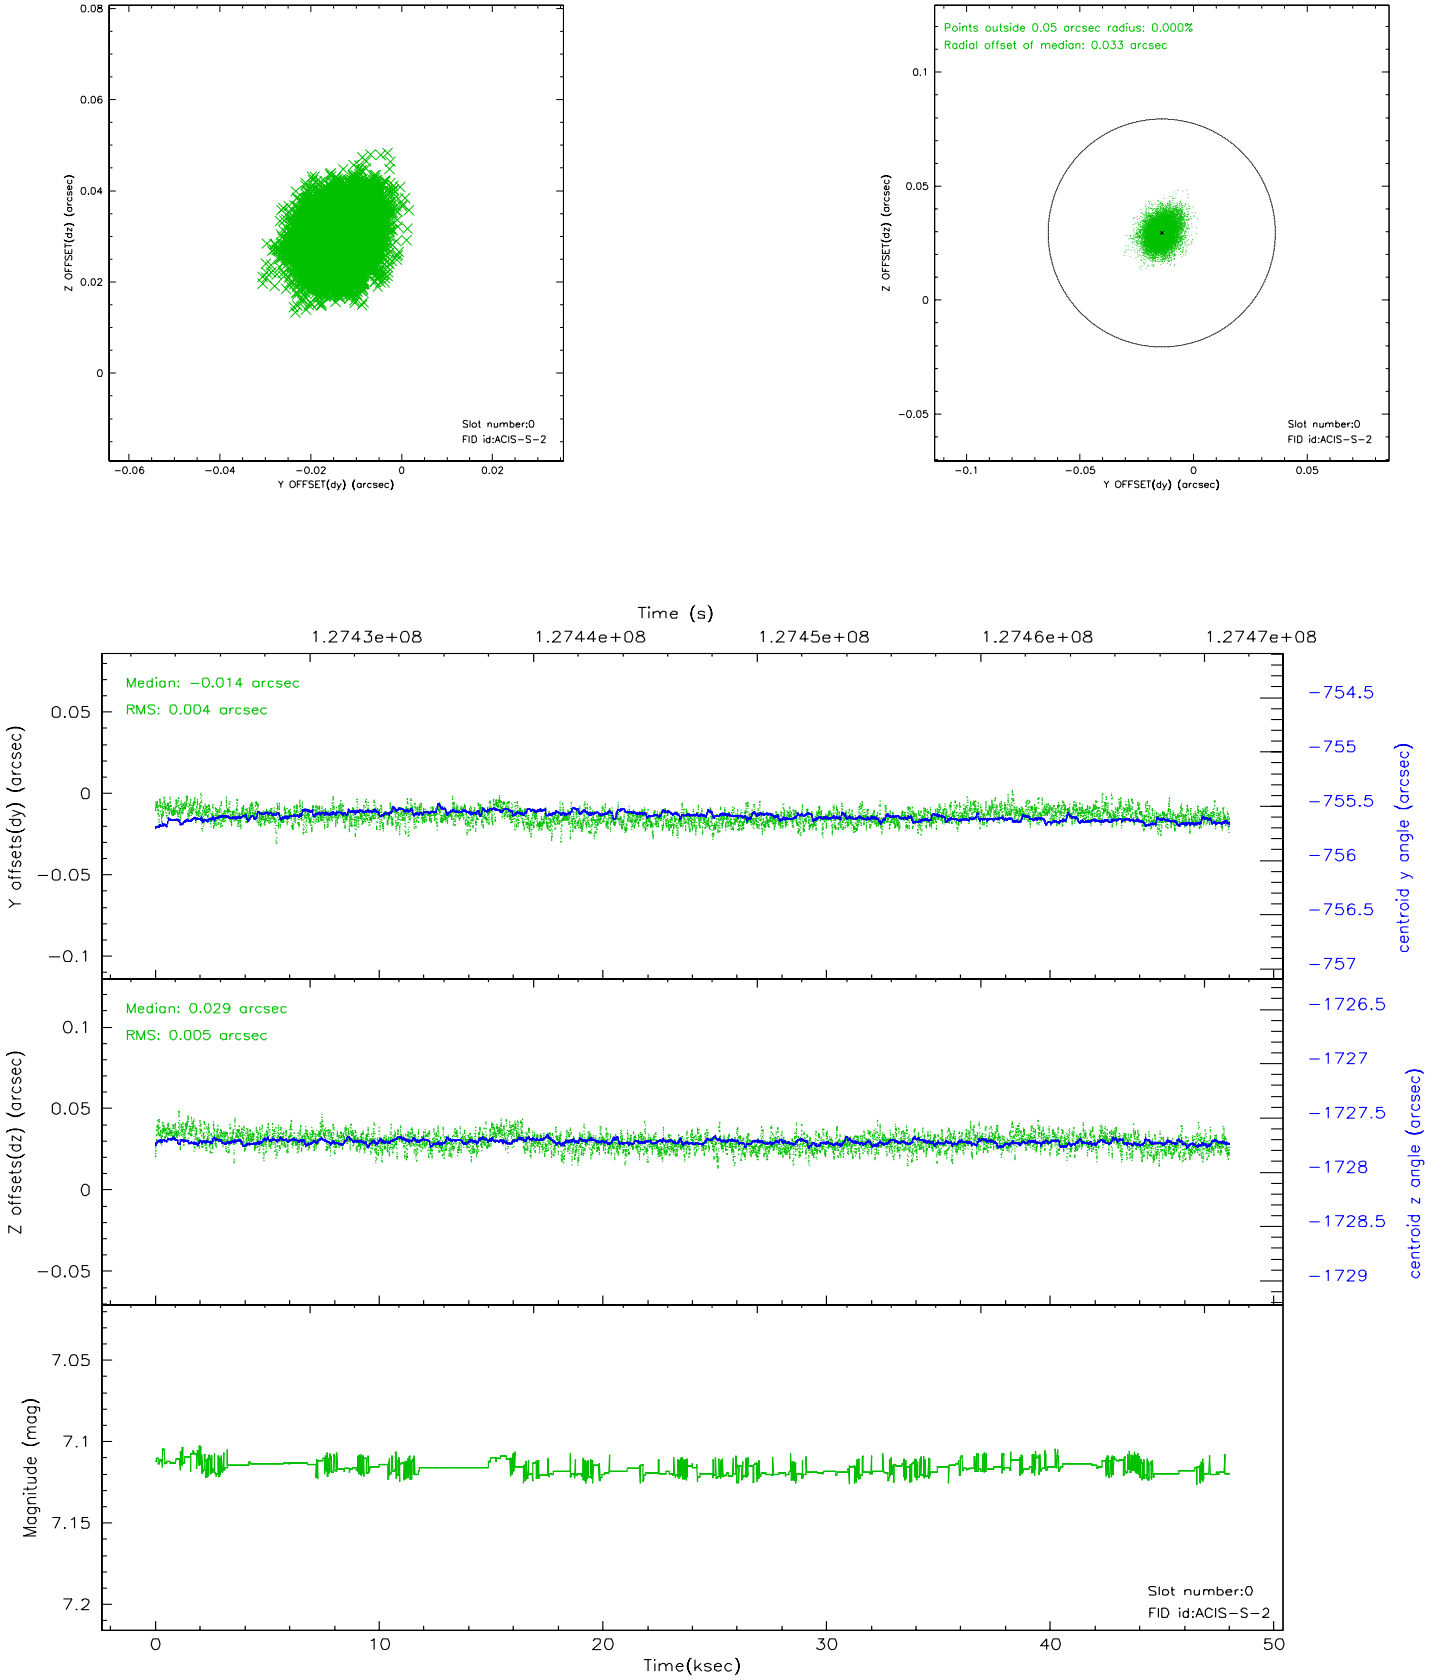 0.08
0.06
0.04
0.02
0
Z OFFSET(dz) (arcsec)
Slot number:0
FID id:ACIS-S-2
-0.06 -0.04 -0.02 0 0.02
Y OFFSET(dy) (arcsec)
Points outside 0.05 arcsec radius: 0.000%
Radial offset of median: 0.033 arcsec
0.1
0.05
0
-0.05
Z OFFSET(dz) (arcsec)
Slot number:0
FID id:ACIS-S-2
-0.1 -0.05 0 0.05
Y OFFSET(dy) (arcsec)
Time (s)
1.2743e+08 1.2744e+08 1.2745e+08 1.2746e+08 1.2747e+08
Median: -0.014 arcsec
RMS: 0.004 arcsec
0.05
0
-0.05
-0.1
Y offsets(dy) (arcsec)
-754.5
-755
-755.5
-756
-756.5
-757
centroid y angle (arcsec)
Median: 0.029 arcsec
RMS: 0.005 arcsec
0.1
0.05
0
-0.05
Z offsets(dz) (arcsec)
-1726.5
-1727
-1727.5
-1728
-1728.5
-1729
centroid z angle (arcsec)
7.05
7.1
7.15
7.2
Magnitude (mag)
Slot number:0
FID id:ACIS-S-2
0 10 20 30 40 50
Time(ksec)